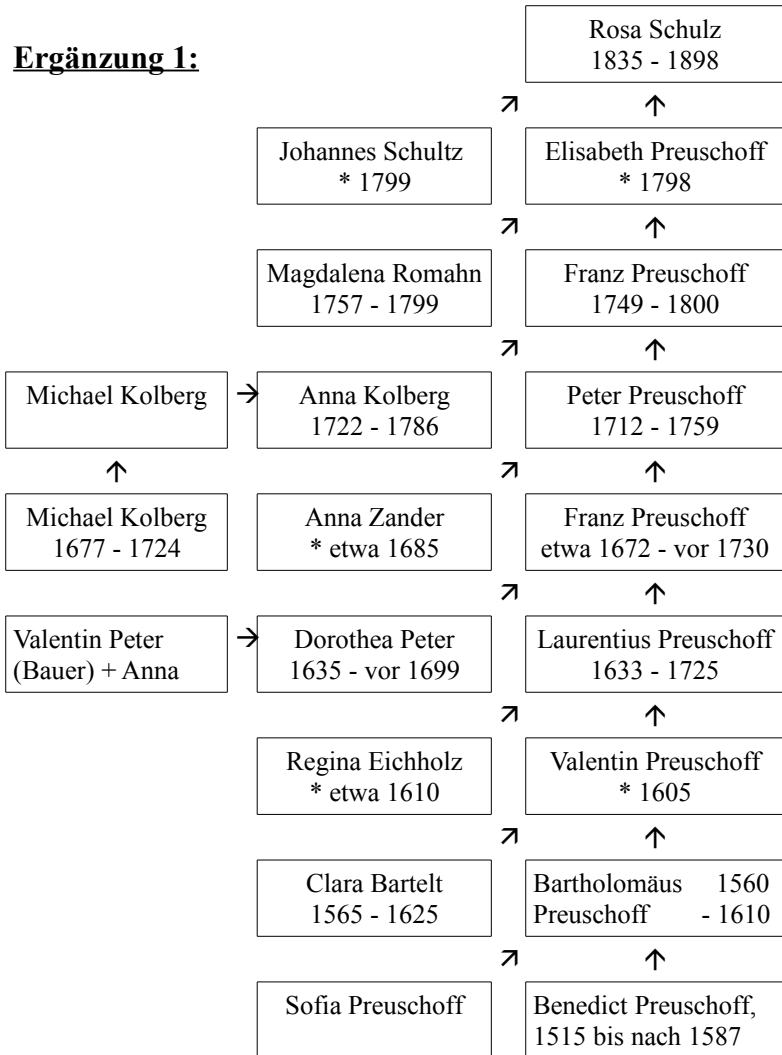 Ergänzung 1:
Rosa Schulz
1835 - 1898
Johannes Schultz
* 1799
Elisabeth Preuschoff
* 1798
Magdalena Romahn
1757 - 1799
Franz Preuschoff
1749 - 1800
Michael Kolberg
Anna Kolberg
1722 - 1786
Peter Preuschoff
1712 - 1759
Michael Kolberg
1677 - 1724
Anna Zander
* etwa 1685
Franz Preuschoff
etwa 1672 - vor 1730
Valentin Peter
(Bauer) + Anna
Dorothea Peter
1635 - vor 1699
Laurentius Preuschoff
1633 - 1725
Regina Eichholz
* etwa 1610
Valentin Preuschoff
* 1605
Clara Bartelt
1565 - 1625
Bartholomäus 1560
Preuschoff - 1610
Sofia Preuschoff
Benedict Preuschoff,
1515 bis nach 1587